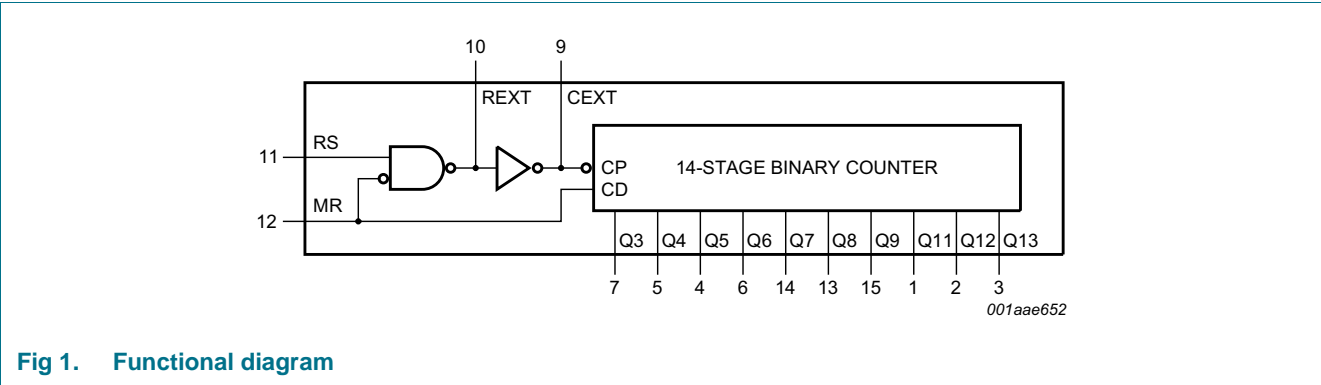 10 9
REXT CEXT
RS
11
CP 14-STAGE BINARY COUNTER
CD
MR
12
Q3 Q4 Q5 Q6 Q7 Q8 Q9 Q11 Q12 Q13
7 5 4 6 14 13 15 1 2 3
001aae652
Fig 1. Functional diagram